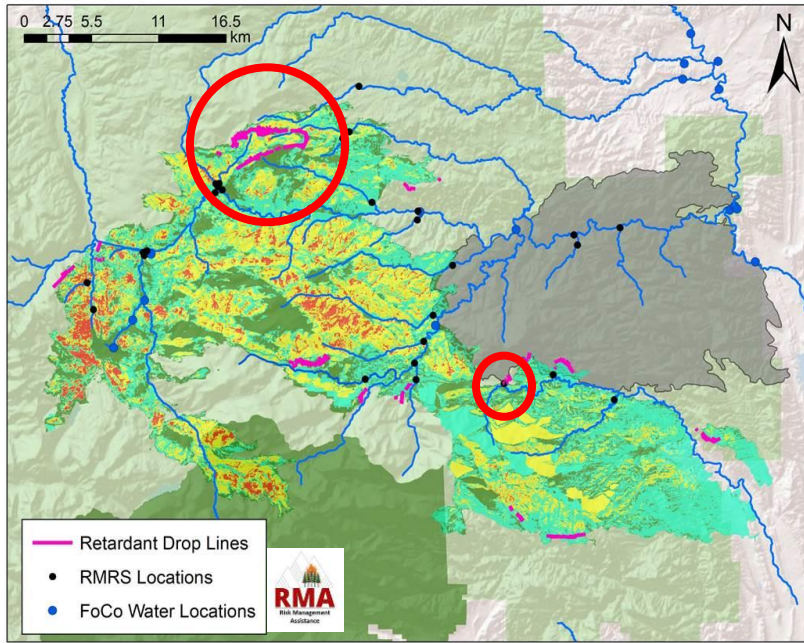 0 2.75 5.5 11 16.5
km
N
Retardant Drop Lines
RMRS Locations
FoCo Water Locations
RMA
Risk Management
Assistance